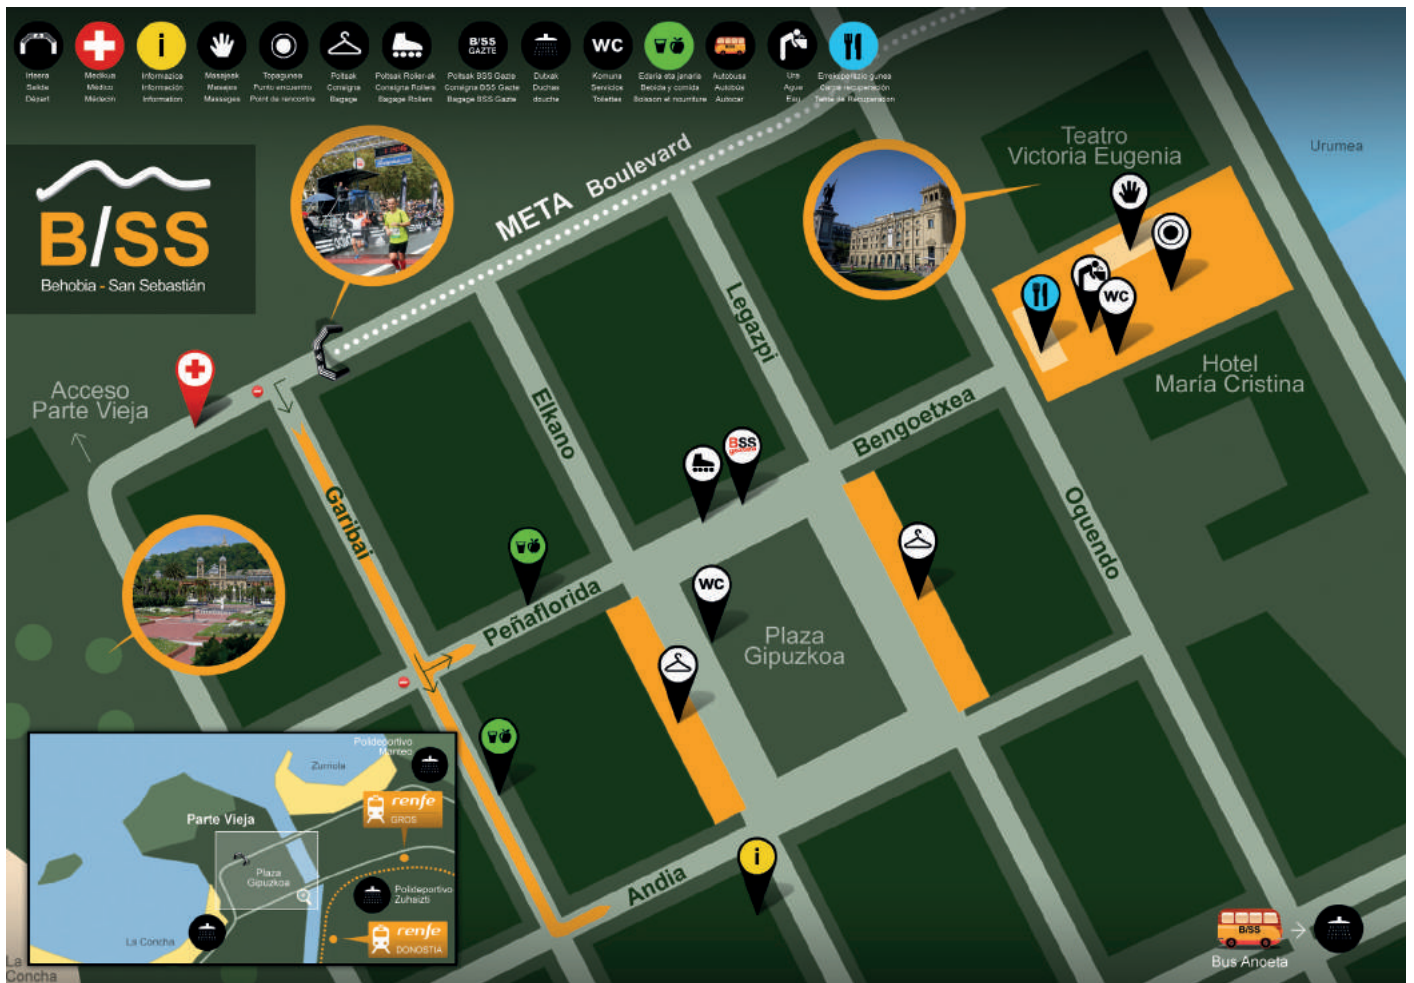 Irteera
Salida
Départ
Medikua
Médico
Médecin
i
Informazioa
Información
Information
Masajeak
Masajes
Massages
Topagunea
Punto encuentro
Point de rencontre
Poltsak
Consigna
Bagage
Poltsak Roller-ak
Consigna Rollers
Bagage Rollers
B/SS
GAZTE
Poltsak BSS Gazte
Consigna BSS Gazte
Bagage BSS Gazte
Dutxak
Duchas
douche
WC
Komuna
Servicios
Toilettes
Edaria eta janaria
Bebida y comida
Boisson et nourriture
Autobusa
Autobús
Autocar
Ura
Agua
Eau
Errekuperazio gunea
Carpa recuperación
Tente de Récuperation
B/SS
Behobia - San Sebastián
META Boulevard
Teatro
Victoria Eugenia
Urumea
WC
Hotel
María Cristina
Acceso
Parte Vieja
Legazpi
Elkano
Bengoetxea
BSS
Garibai
Oquendo
Peñaflorida
WC
Plaza
Gipuzkoa
Andia
i
Polideportivo
Manteo
Zurriola
renfe
GROS
Parte Vieja
Plaza
Gipuzkoa
Polideportivo
Zuhaizti
La Concha
renfe
DONOSTIA
La
Concha
B/SS
Bus Anoeta